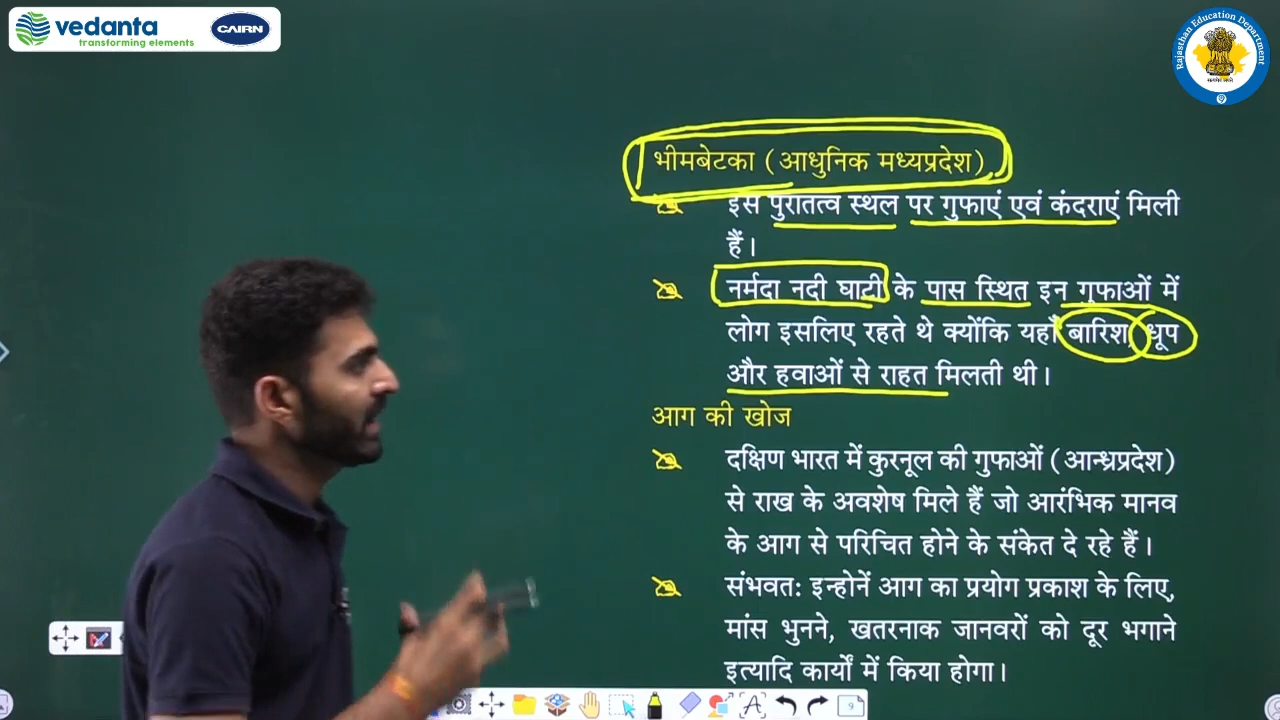 vedanta
transforming elements
CAIRN
Rajasthan Education Department
भीमबेटका (आधुनिक मध्यप्रदेश)
इस पुरातत्व स्थल पर गुफाएं एवं कंदराएं मिली
हैं।
नर्मदा नदी घाटी के पास स्थित इन गुफाओं में
लोग इसलिए रहते थे क्योंकि यहाँ बारिश, धूप
और हवाओं से राहत मिलती थी।
आग की खोज
दक्षिण भारत में कुरनूल की गुफाओं (आन्ध्रप्रदेश)
से राख के अवशेष मिले हैं जो आरंभिक मानव
के आग से परिचित होने के संकेत दे रहे हैं।
संभवत: इन्होनें आग का प्रयोग प्रकाश के लिए,
मांस भुनने, खतरनाक जानवरों को दूर भगाने
इत्यादि कार्यों में किया होगा।
9